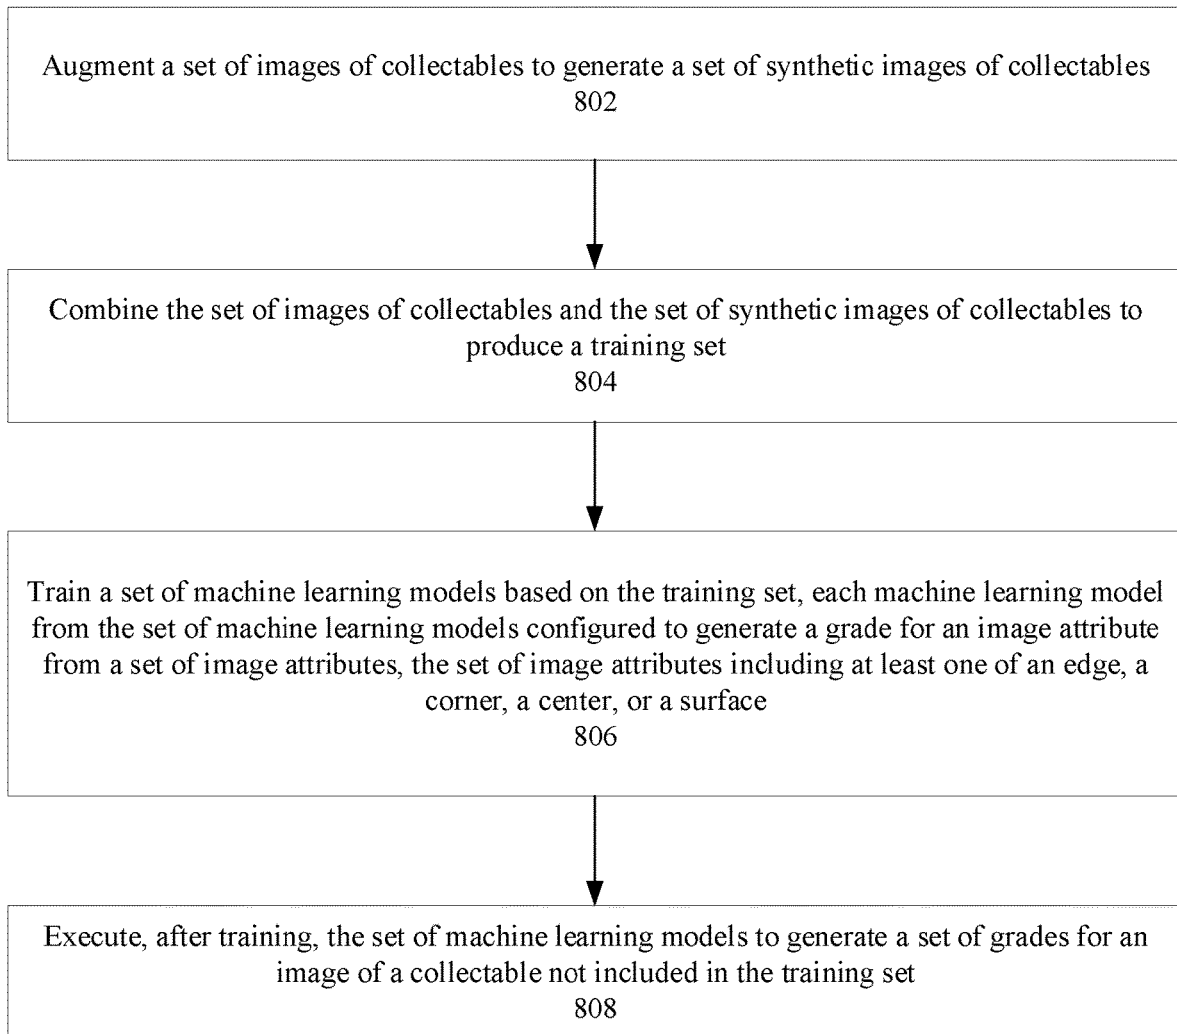 Augment a set of images of collectables to generate a set of synthetic images of collectables
802
Combine the set of images of collectables and the set of synthetic images of collectables to
produce a training set
804
Train a set of machine learning models based on the training set, each machine learning model
from the set of machine learning models configured to generate a grade for an image attribute
from a set of image attributes, the set of image attributes including at least one of an edge, a
corner, a center, or a surface
806
Execute, after training, the set of machine learning models to generate a set of grades for an
image of a collectable not included in the training set
808